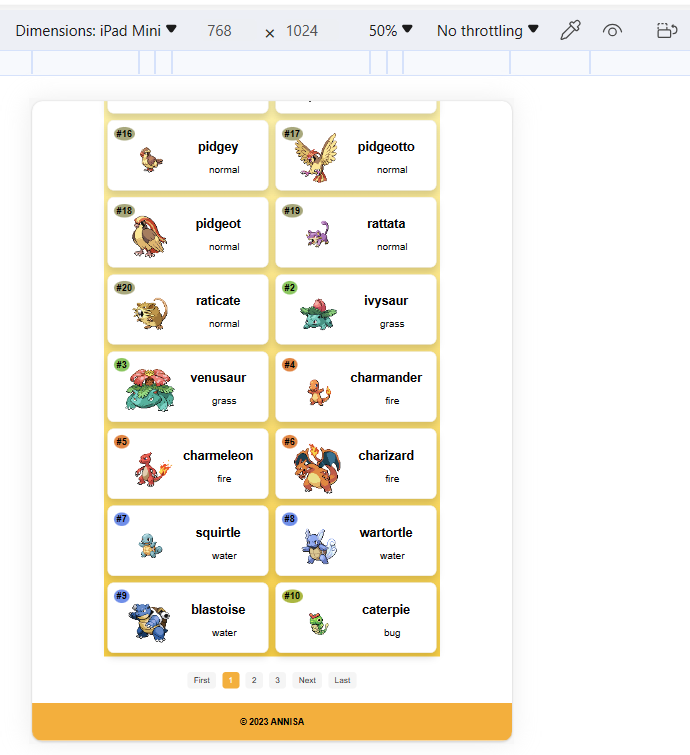 Dimensions: iPad Mini ▼ 768 × 1024 50% ▼ No throttling ▼
#16 pidgey normal
#17 pidgeotto normal
#18 pidgeot normal
#19 rattata normal
#20 raticate normal
#2 ivysaur grass
#3 venusaur grass
#4 charmander fire
#5 charmeleon fire
#6 charizard fire
#7 squirtle water
#8 wartortle water
#9 blastoise water
#10 caterpie bug
First 1 2 3 Next Last
© 2023 ANNISA